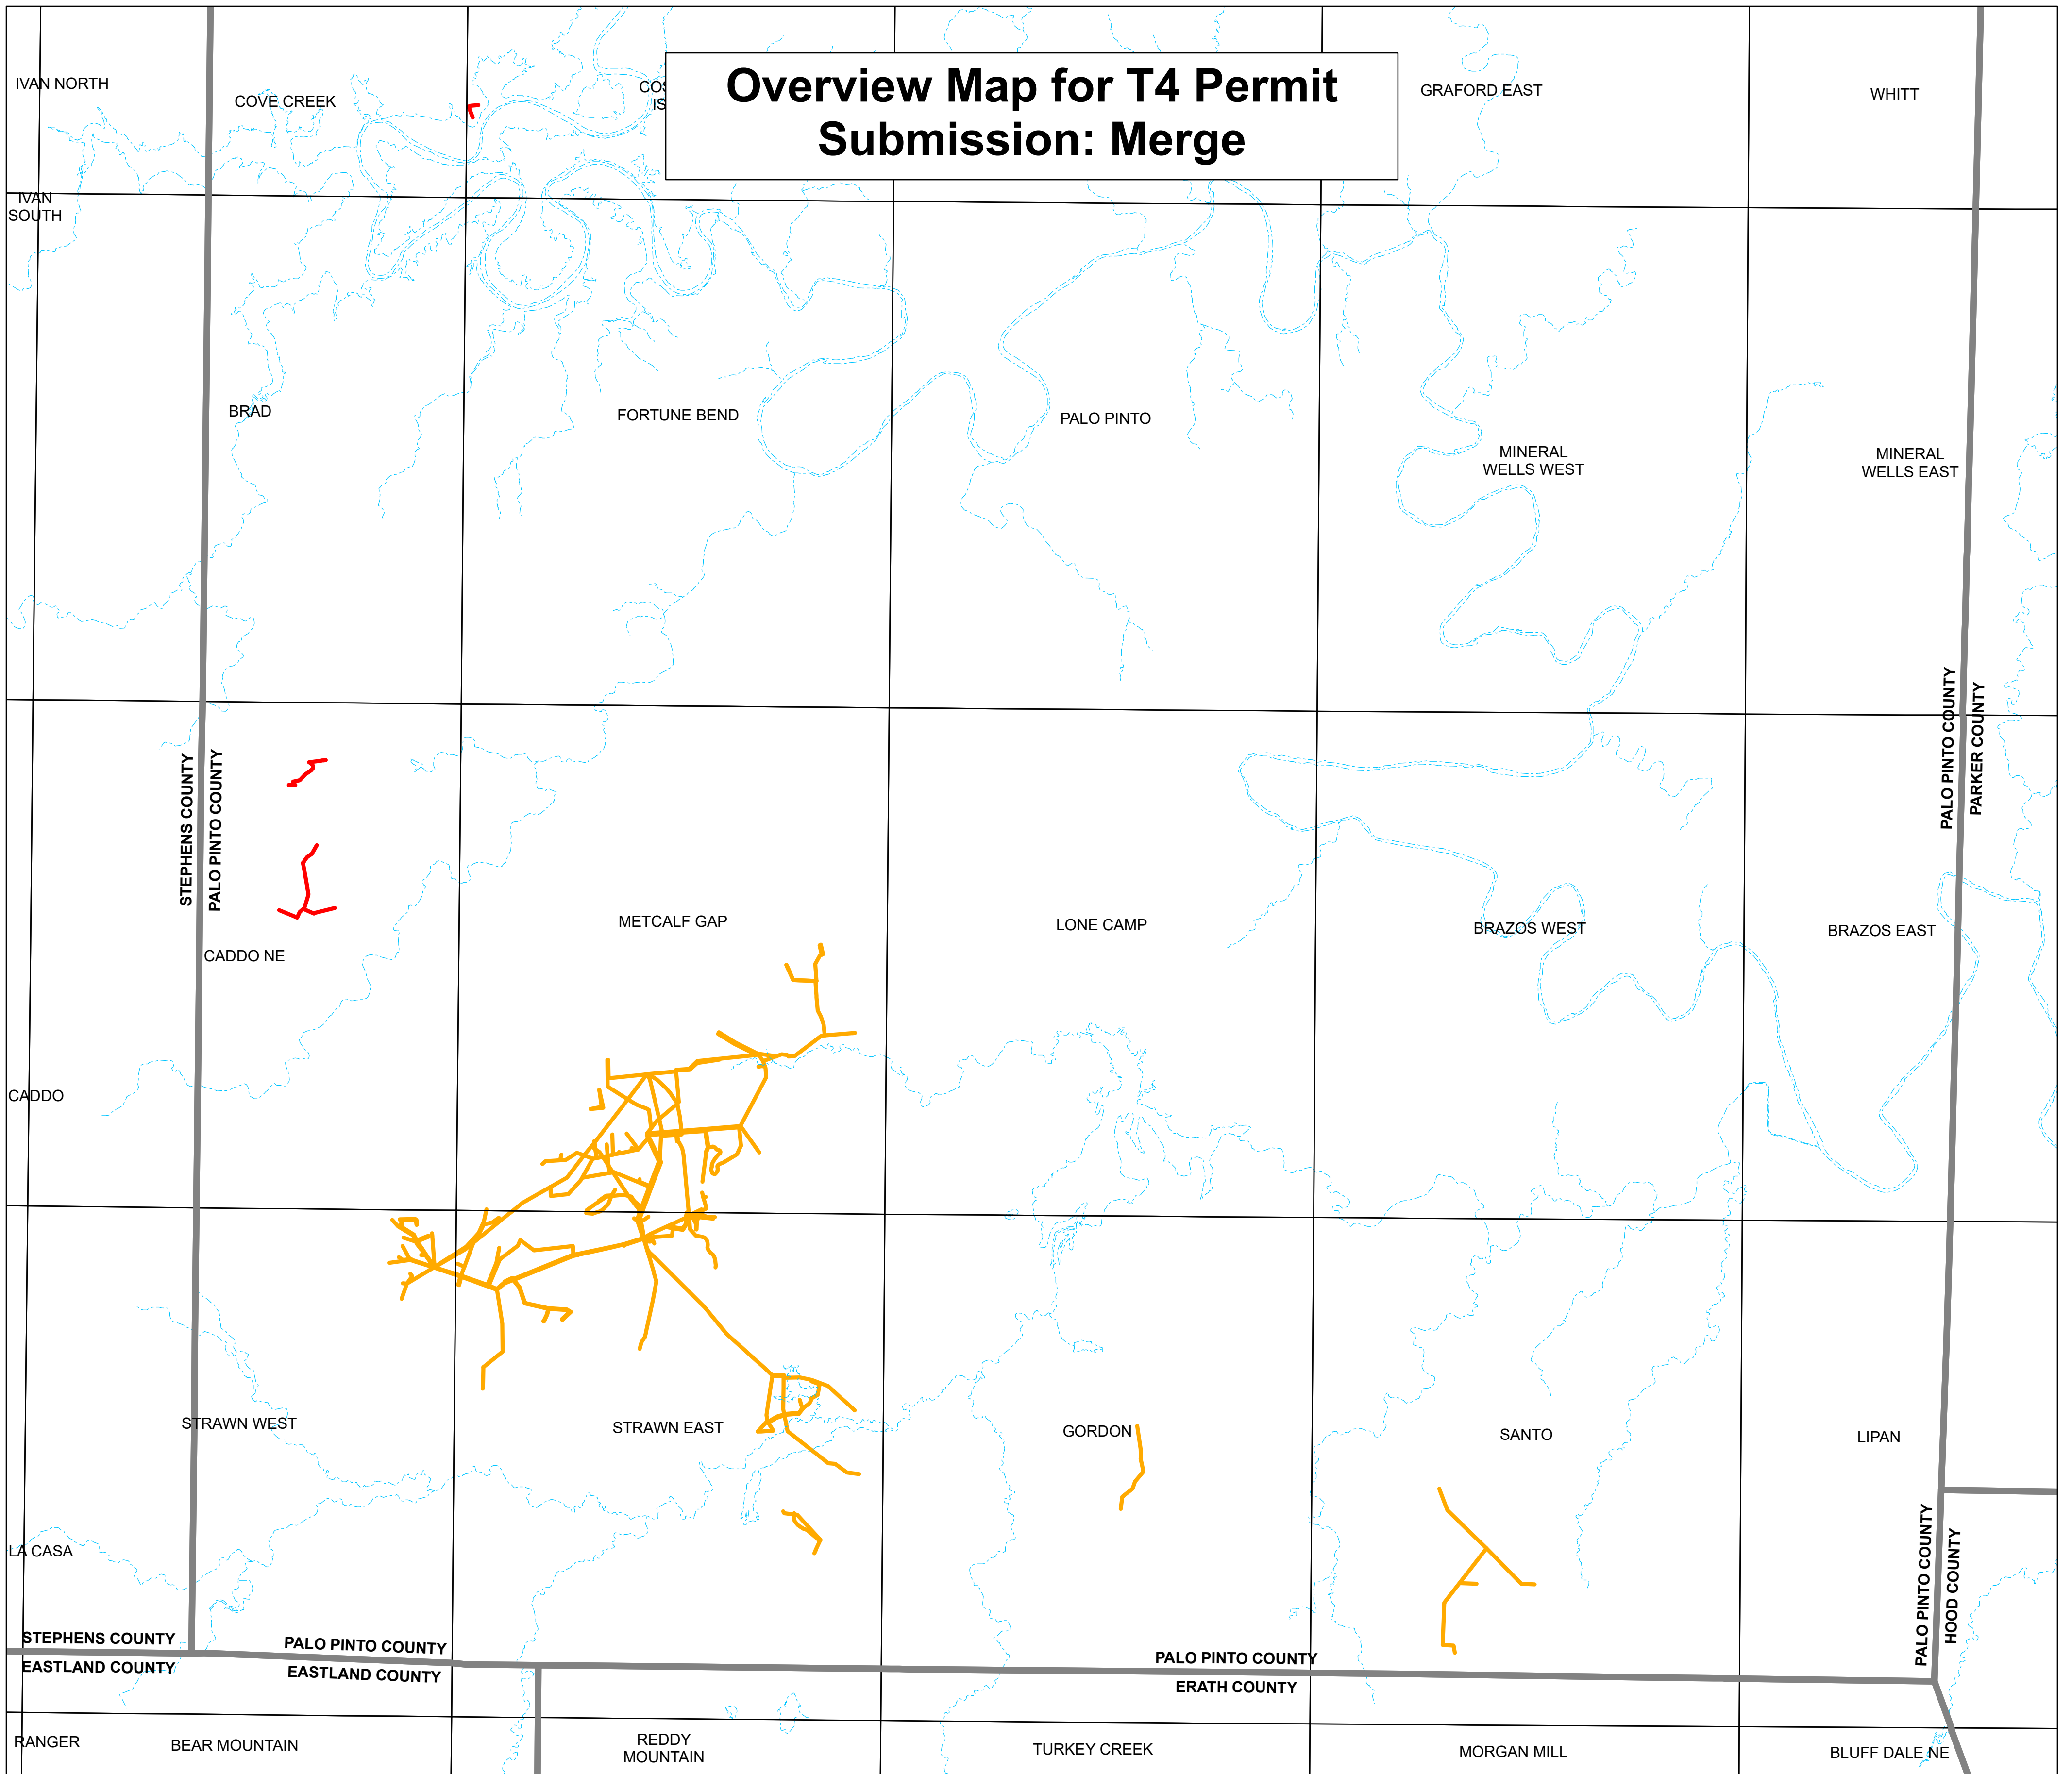 Overview Map for T4 Permit
Submission: Merge
IVAN NORTH
COVE CREEK
GRAFORD EAST
WHITT
IVAN
SOUTH
BRAD
FORTUNE BEND
PALO PINTO
MINERAL
WELLS WEST
MINERAL
WELLS EAST
STEPHENS COUNTY
PALO PINTO COUNTY
PALO PINTO COUNTY
PARKER COUNTY
CADDO NE
METCALF GAP
LONE CAMP
BRAZOS WEST
BRAZOS EAST
CADDO
STRAWN WEST
STRAWN EAST
GORDON
SANTO
LIPAN
LA CASA
PALO PINTO COUNTY
HOOD COUNTY
STEPHENS COUNTY
EASTLAND COUNTY
PALO PINTO COUNTY
EASTLAND COUNTY
PALO PINTO COUNTY
ERATH COUNTY
RANGER
BEAR MOUNTAIN
REDDY
MOUNTAIN
TURKEY CREEK
MORGAN MILL
BLUFF DALE NE